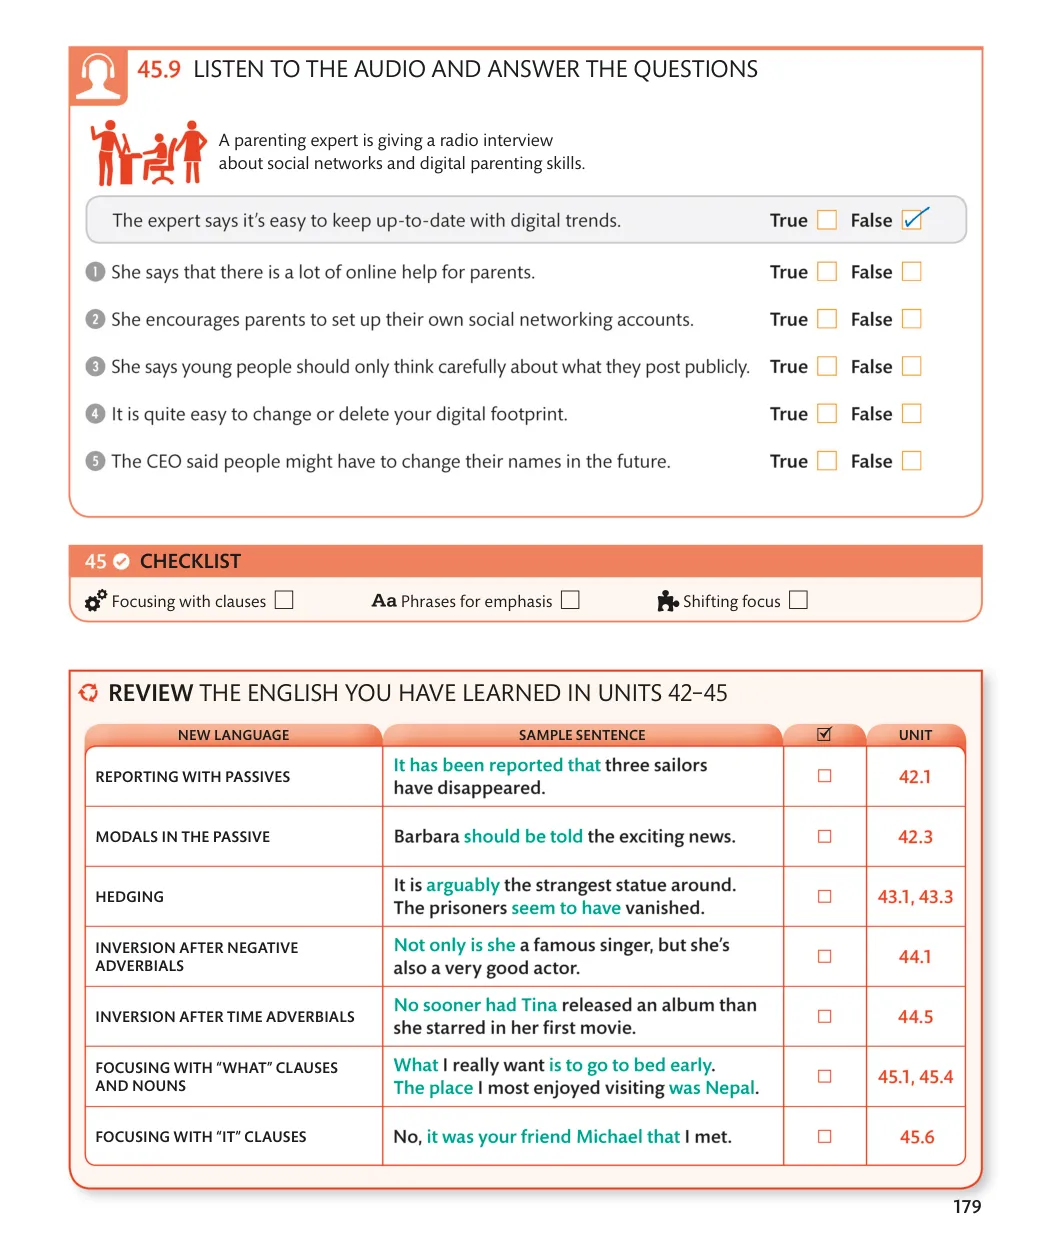 45.9 LISTEN TO THE AUDIO AND ANSWER THE QUESTIONS
A parenting expert is giving a radio interview
about social networks and digital parenting skills.
The expert says it's easy to keep up-to-date with digital trends. True False
1 She says that there is a lot of online help for parents. True False
2 She encourages parents to set up their own social networking accounts. True False
3 She says young people should only think carefully about what they post publicly. True False
4 It is quite easy to change or delete your digital footprint. True False
5 The CEO said people might have to change their names in the future. True False
45 CHECKLIST
Focusing with clauses Aa Phrases for emphasis Shifting focus
REVIEW THE ENGLISH YOU HAVE LEARNED IN UNITS 42–45
NEW LANGUAGE SAMPLE SENTENCE UNIT
REPORTING WITH PASSIVES
It has been reported that three sailors
have disappeared.
42.1
MODALS IN THE PASSIVE
Barbara should be told the exciting news.
42.3
HEDGING
It is arguably the strangest statue around.
The prisoners seem to have vanished.
43.1, 43.3
INVERSION AFTER NEGATIVE
ADVERBIALS
Not only is she a famous singer, but she's
also a very good actor.
44.1
INVERSION AFTER TIME ADVERBIALS
No sooner had Tina released an album than
she starred in her first movie.
44.5
FOCUSING WITH “WHAT” CLAUSES
AND NOUNS
What I really want is to go to bed early.
The place I most enjoyed visiting was Nepal.
45.1, 45.4
FOCUSING WITH “IT” CLAUSES
No, it was your friend Michael that I met.
45.6
179